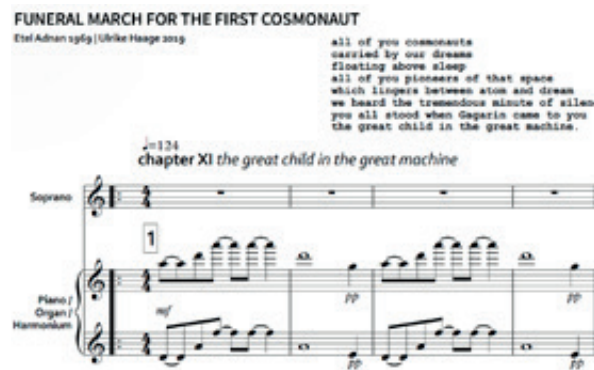 FUNERAL MARCH FOR THE FIRST COSMONAUT
Etel Adnan 1969 | Ulrike Haage 2019
all of you cosmonauts
carried by our dreams
floating above sleep
all of you pioneers of that space
which lingers between atom and dream
we heard the tremendous minute of silen
you all stood when Gagarin came to you
the great child in the great machine.
♩=124
chapter XI the great child in the great machine
Soprano
1
Piano /
Organ /
Harmonium
mf
pp
pp
pp
pp